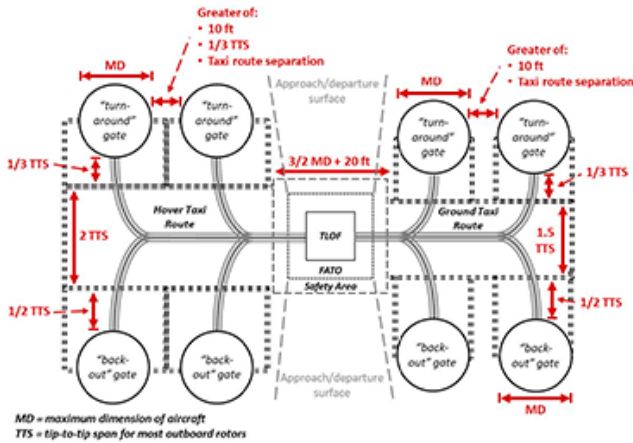 Greater of:
• 10 ft
• 1/3 TTS
• Taxi route separation
Greater of:
• 10 ft
• Taxi route separation
MD
MD
Approach/departure
surface
"turn-
around"
gate
"turn-
around"
gate
"turn-
around"
gate
"turn-
around"
gate
3/2 MD + 20 ft
1/3 TTS
1/3 TTS
Hover Taxi
Route
Ground Taxi
Route
2 TTS
TLOF
1.5
TTS
FATO
Safety Area
1/2 TTS
1/2 TTS
"back-
out" gate
"back-
out" gate
"back-
out" gate
"back-
out" gate
Approach/departure
surface
MD
MD = maximum dimension of aircraft
TTS = tip-to-tip span for most outboard rotors